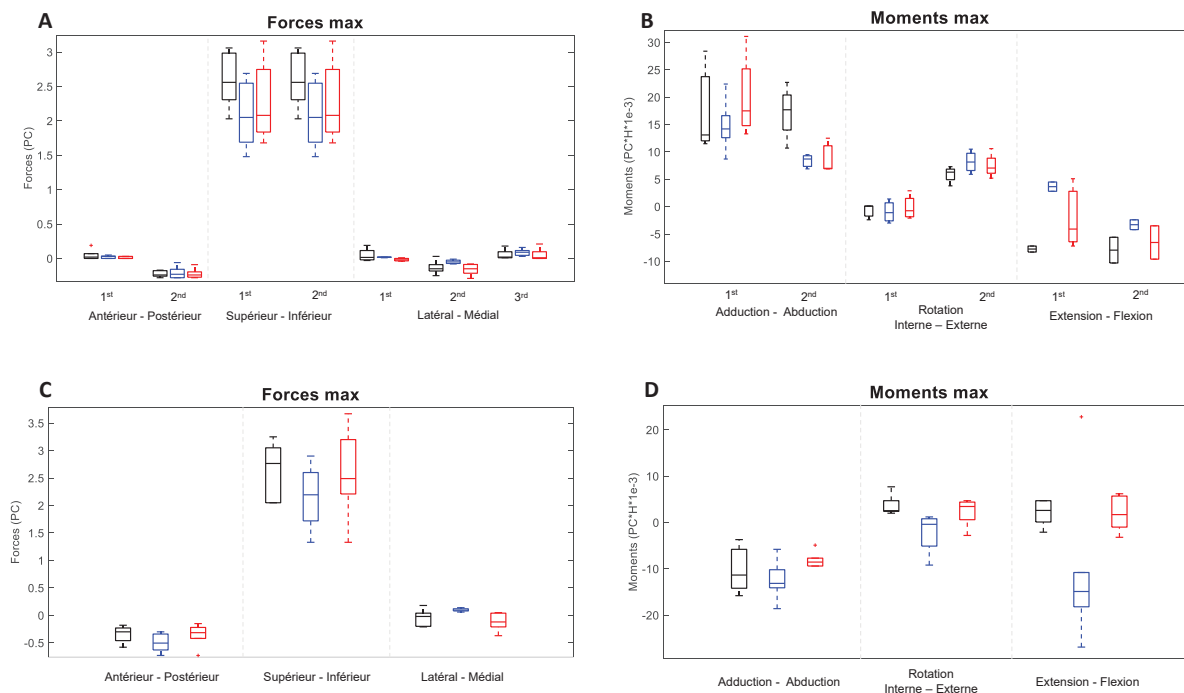 A
Forces max
3
2.5
2
1.5
1
0.5
0
Forces (PC)
1st 2nd 1st 2nd 1st 2nd 3rd
Antérieur - Postérieur Supérieur - Inférieur Latéral - Médial
B
Moments max
30
25
20
15
10
5
0
-5
-10
Moments (PC*H*1e-3)
1st 2nd 1st 2nd 1st 2nd
Adduction - Abduction Rotation Extension - Flexion
Interne – Externe
C
Forces max
3.5
3
2.5
2
1.5
1
0.5
0
-0.5
Forces (PC)
Antérieur - Postérieur Supérieur - Inférieur Latéral - Médial
D
Moments max
20
10
0
-10
-20
Moments (PC*H*1e-3)
Adduction - Abduction Rotation Extension - Flexion
Interne – Externe